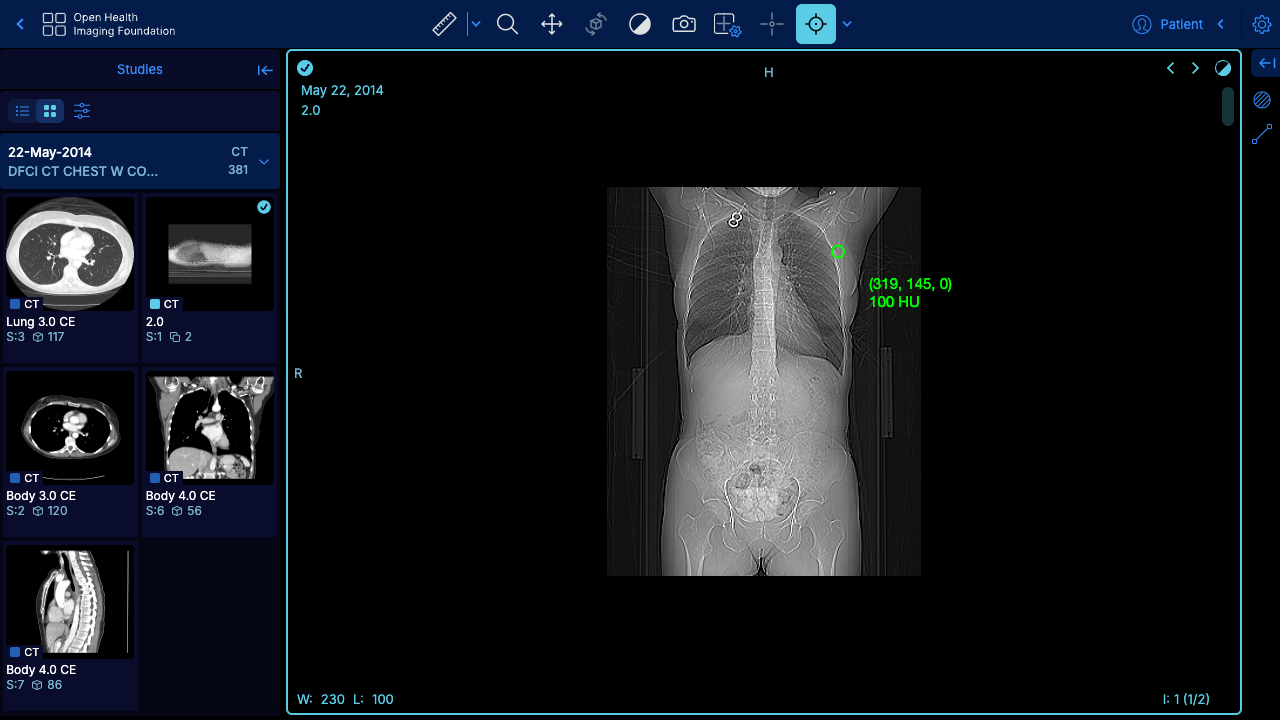 Open Health
Imaging Foundation
Patient
Studies
22-May-2014
CT
DFCI CT CHEST W CO...
381
CT
Lung 3.0 CE
S:3 117
CT
2.0
S:1 2
CT
Body 3.0 CE
S:2 120
CT
Body 4.0 CE
S:6 56
CT
Body 4.0 CE
S:7 86
May 22, 2014
2.0
H
R
(319, 145, 0)
100 HU
W: 230 L: 100
I: 1 (1/2)